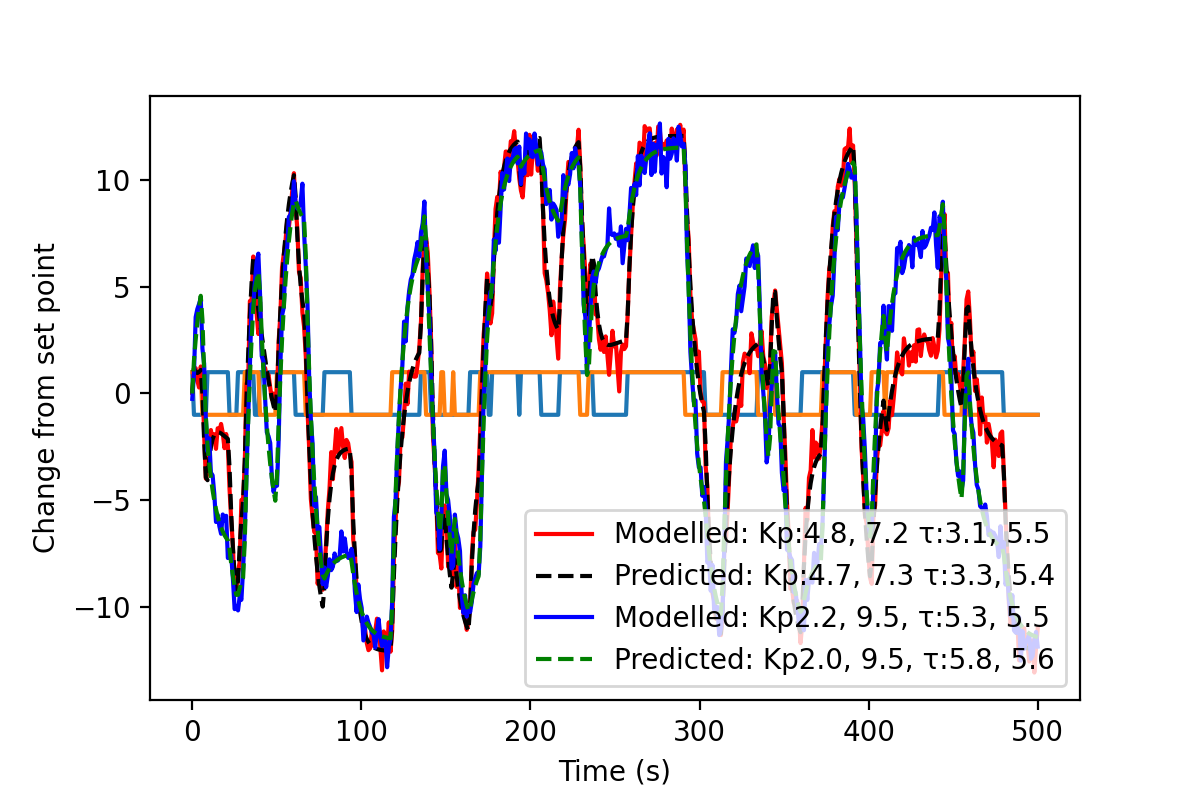 Change from set point
10
5
0
−5
−10
Modelled: Kp:4.8, 7.2 τ:3.1, 5.5
Predicted: Kp:4.7, 7.3 τ:3.3, 5.4
Modelled: Kp2.2, 9.5, τ:5.3, 5.5
Predicted: Kp2.0, 9.5, τ:5.8, 5.6
0 100 200 300 400 500
Time (s)